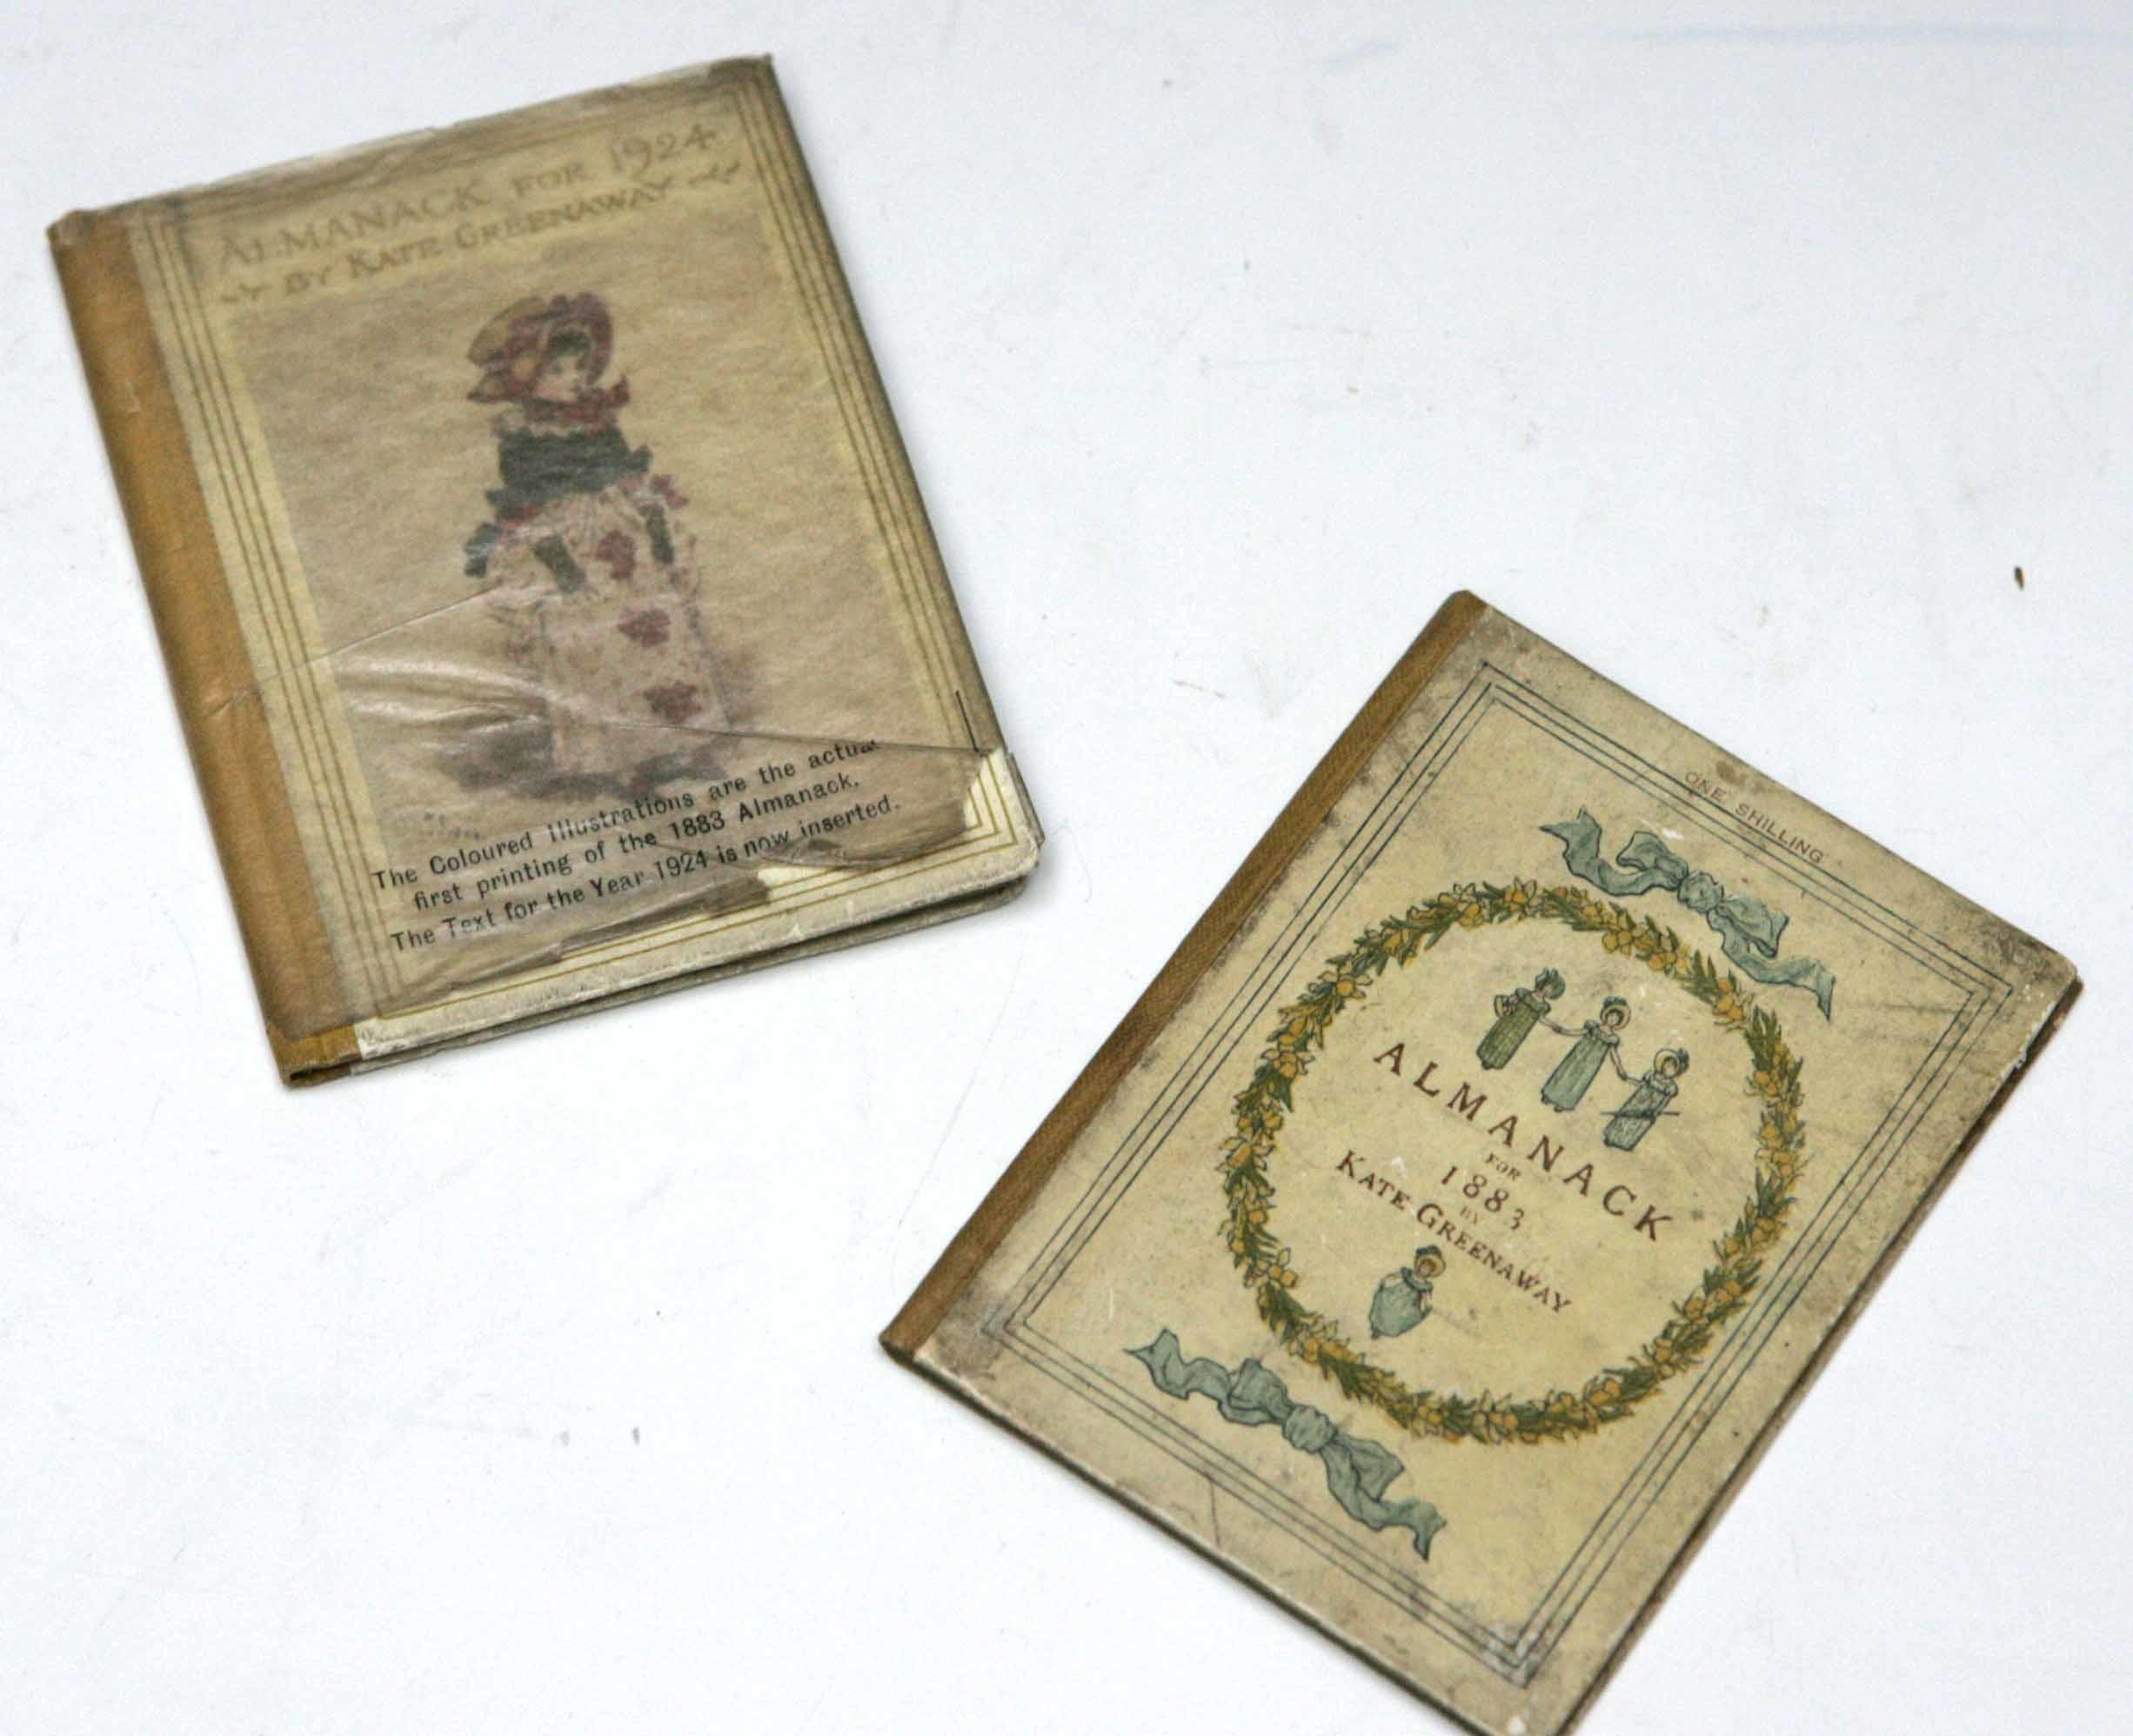 ALMANACK FOR 1924
BY KATE GREENAWAY
The Coloured Illustrations are the actual
first printing of the 1883 Almanack.
The Text for the Year 1924 is now inserted.
ONE SHILLING
ALMANACK
FOR
1883
BY
KATE GREENAWAY